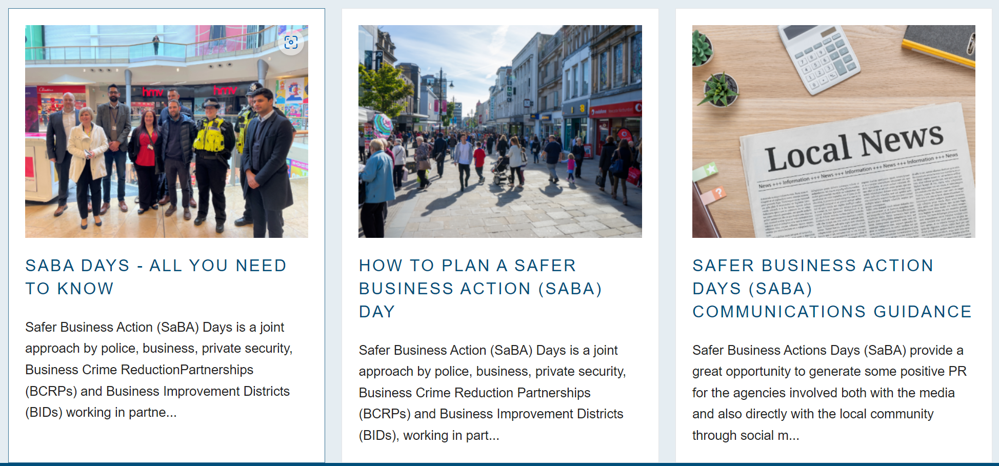 hmv
hmv
SABA DAYS - ALL YOU NEED
TO KNOW
Safer Business Action (SaBA) Days is a joint
approach by police, business, private security,
Business Crime ReductionPartnerships
(BCRPs) and Business Improvement Districts
(BIDs) working in partne...
vodafone
HOW TO PLAN A SAFER
BUSINESS ACTION (SABA)
DAY
Safer Business Action (SaBA) Days is a joint
approach by police, business, private security,
Business Crime Reduction Partnerships
(BCRPs) and Business Improvement Districts
(BIDs), working in part...
Local News
News +++ Information +++ News +++ Information +++ News
SAFER BUSINESS ACTION
DAYS (SABA)
COMMUNICATIONS GUIDANCE
Safer Business Actions Days (SaBA) provide a
great opportunity to generate some positive PR
for the agencies involved both with the media
and also directly with the local community
through social m...